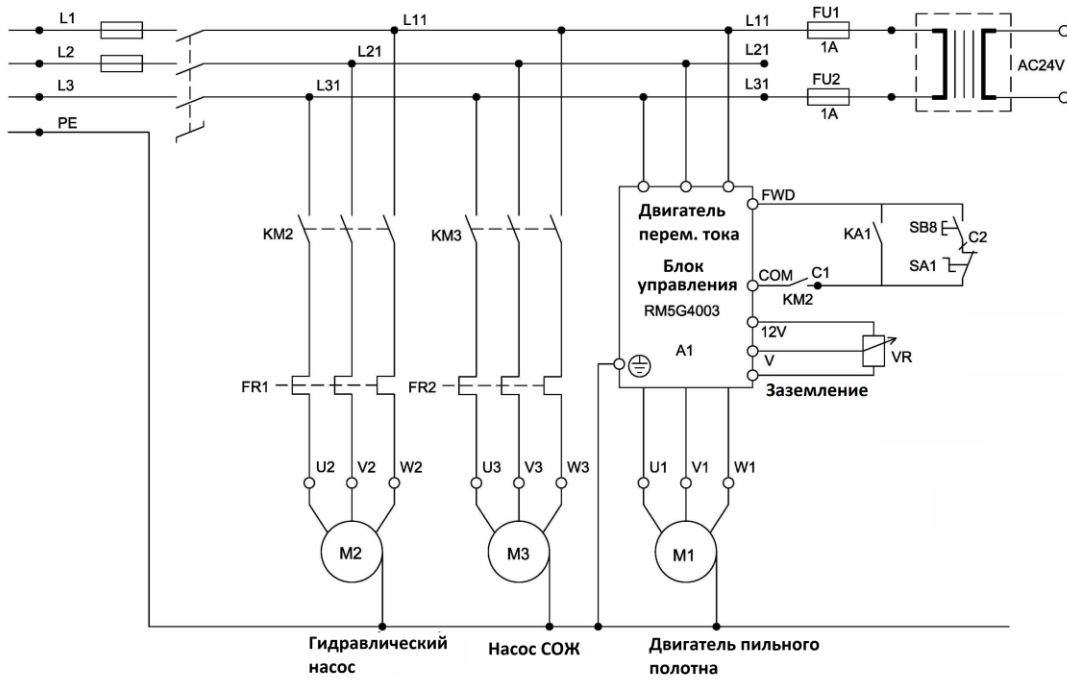 L1
L11
L11
FU1
1A
L2
L21
L21
AC24V
L3
L31
L31
FU2
1A
PE
FWD
Двигатель
перем. тока
KM2
KM3
KA1
SB8
C2
SA1
Блок
управления
COM
C1
KM2
RM5G4003
12V
A1
V
VR
FR1
FR2
Заземление
U2
V2
W2
U3
V3
W3
U1
V1
W1
M2
M3
M1
Гидравлический
насос
Насос СОЖ
Двигатель пильного
полотна